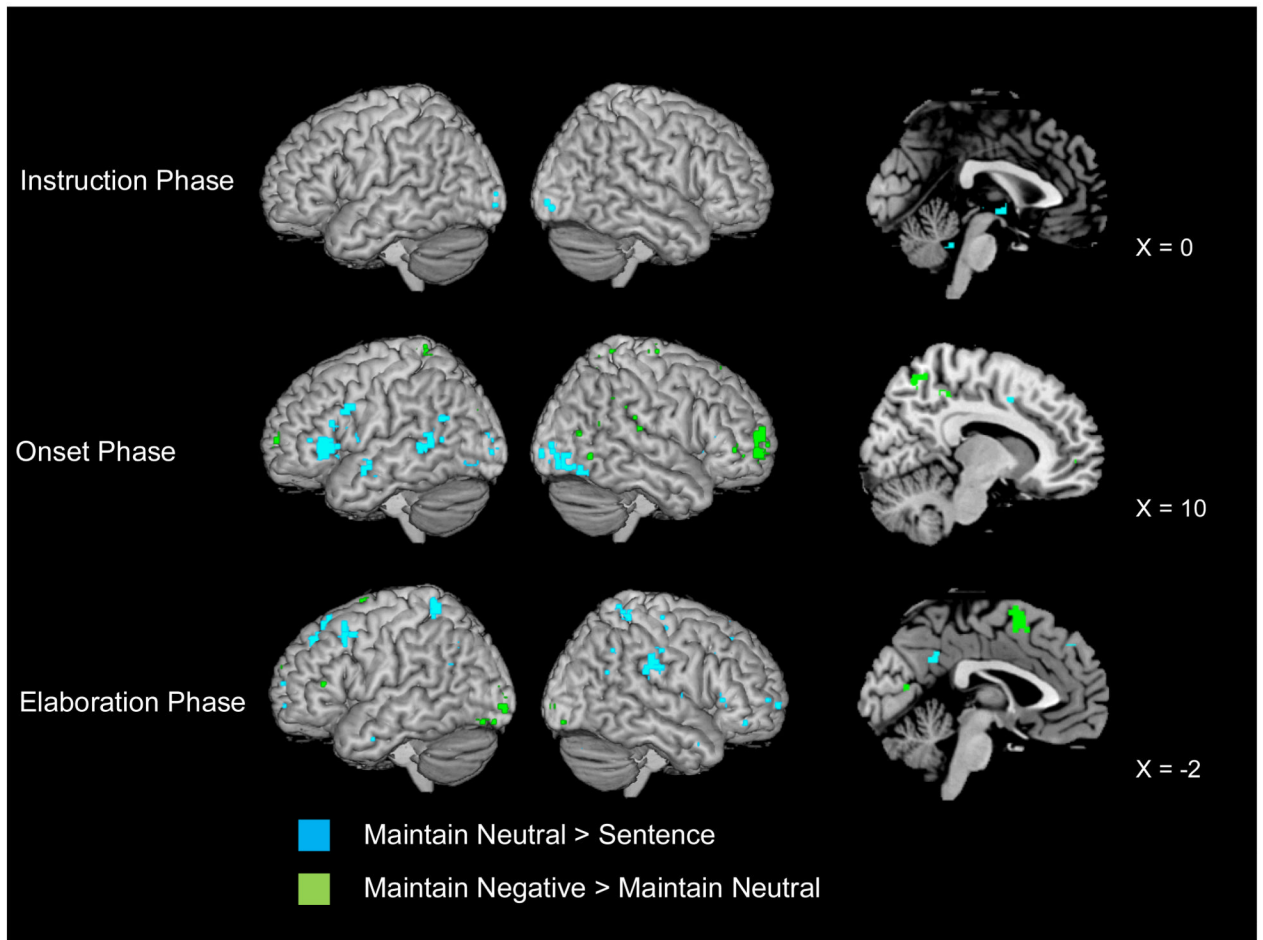 Instruction Phase
X = 0
Onset Phase
X = 10
Elaboration Phase
X = -2
Maintain Neutral > Sentence
Maintain Negative > Maintain Neutral